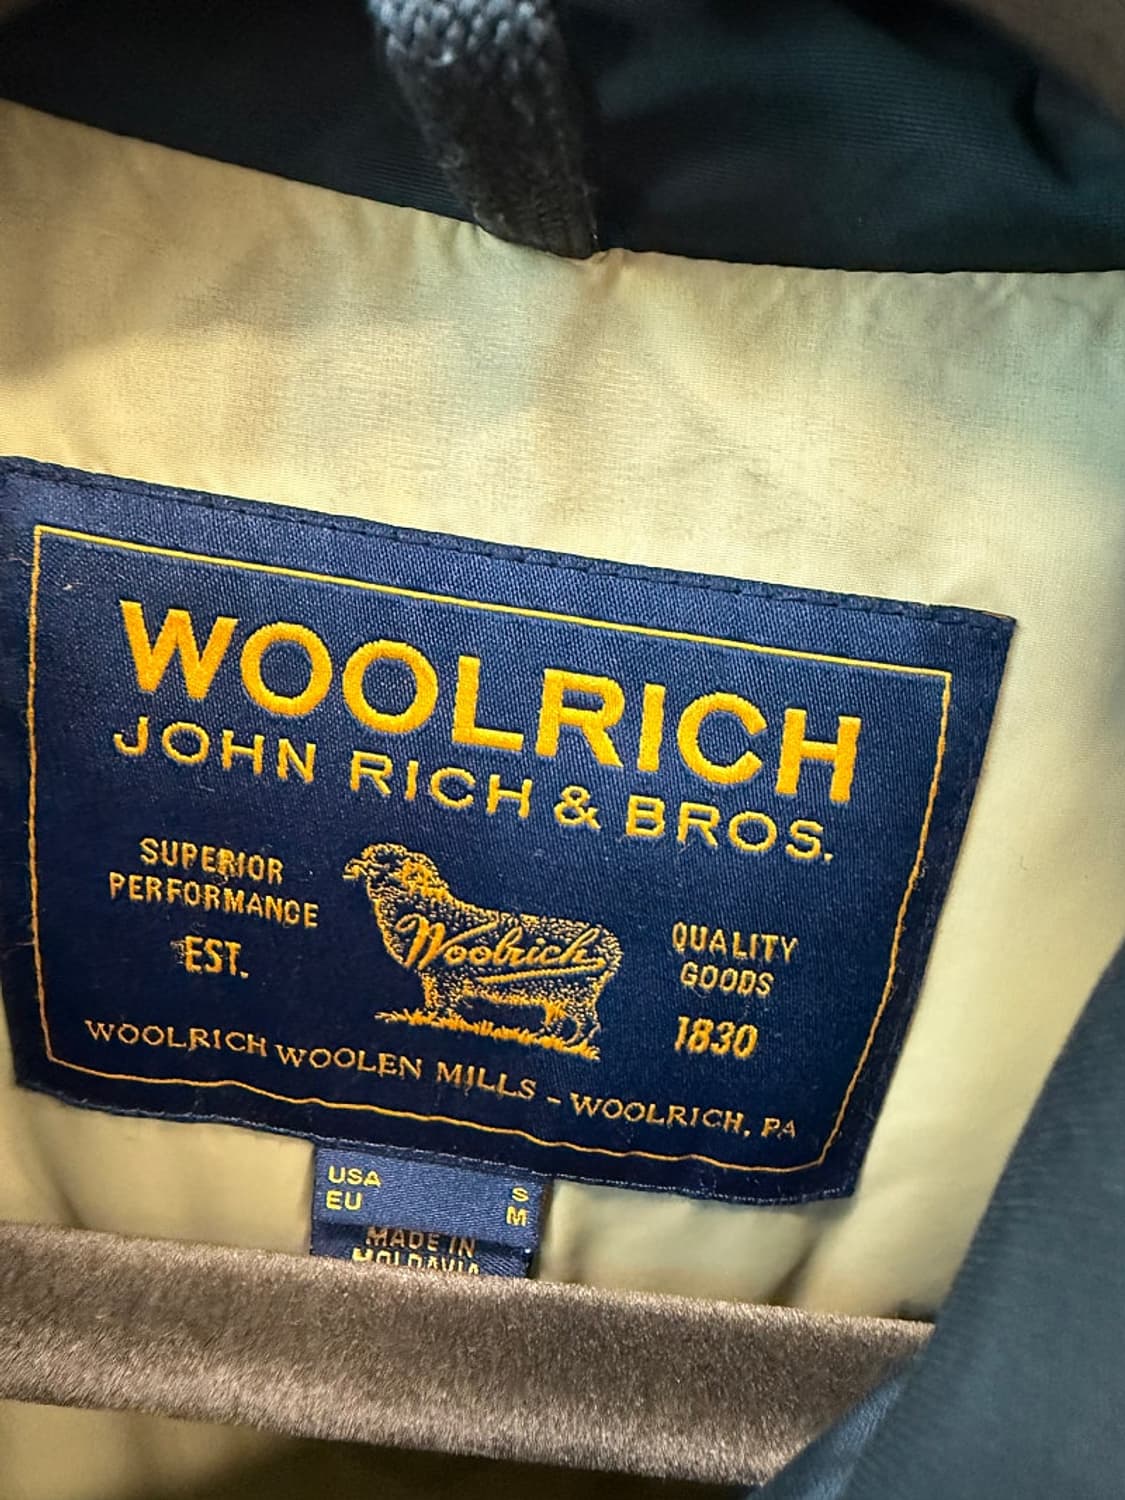 WOOLRICH
JOHN RICH & BROS.
SUPERIOR
PERFORMANCE
EST.
Woolrich
QUALITY
GOODS
1830
WOOLRICH WOOLEN MILLS - WOOLRICH, PA
USA S
EU M
MADE IN
MOLDAVIA